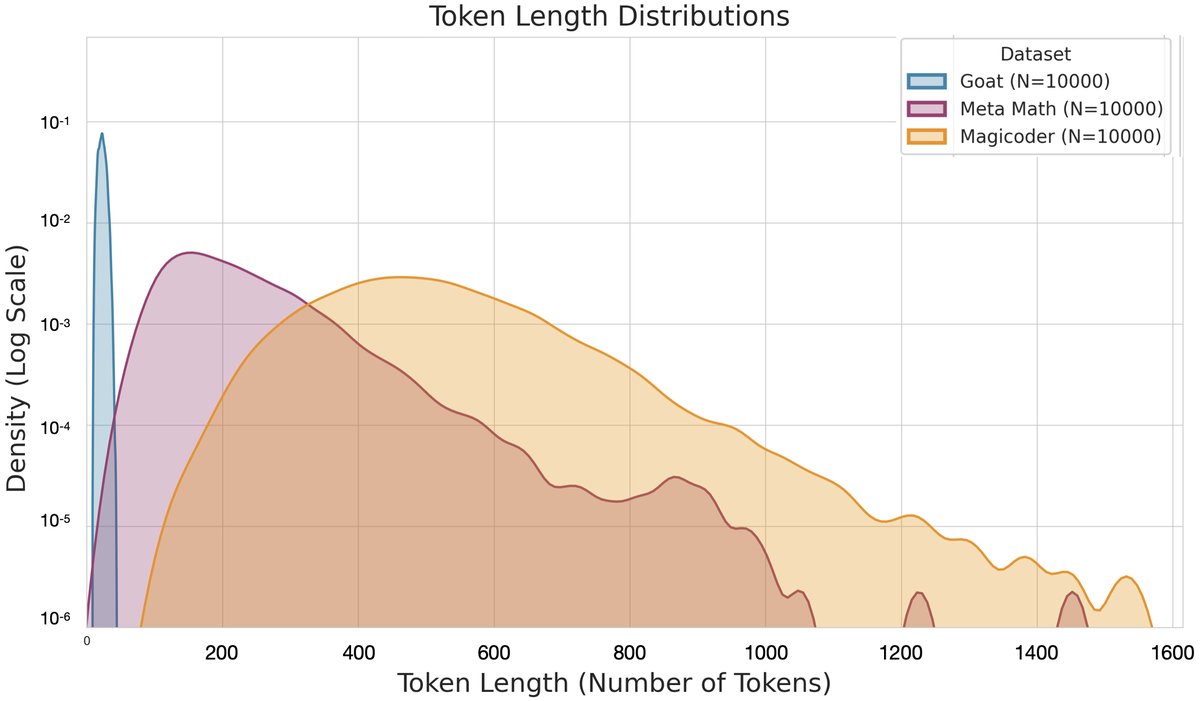 Token Length Distributions
Dataset
Goat (N=10000)
Meta Math (N=10000)
Magicoder (N=10000)
Density (Log Scale)
10-1
10-2
10-3
10-4
10-5
10-6
0 200 400 600 800 1000 1200 1400 1600
Token Length (Number of Tokens)